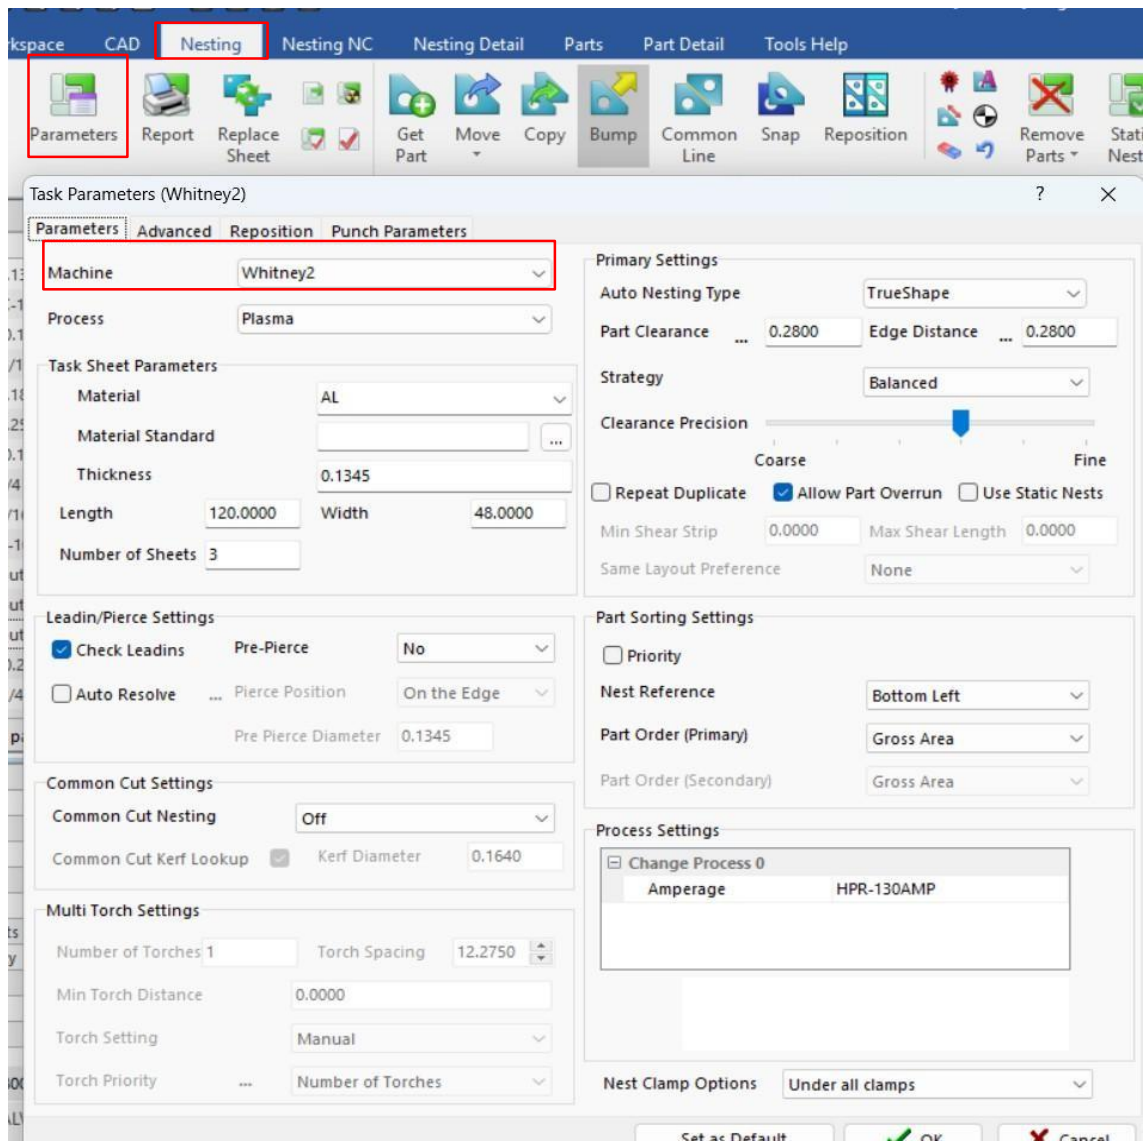 CAD Nesting Nesting NC Nesting Detail Parts Part Detail Tools Help
Parameters Report Replace Sheet Get Part Move Copy Bump Common Line Snap Reposition Remove Parts
Task Parameters (Whitney2) ?
Parameters Advanced Reposition Punch Parameters
Machine Whitney2
Process Plasma
Task Sheet Parameters
Material AL
Material Standard ...
Thickness 0.1345
Length 120.0000 Width 48.0000
Number of Sheets 3
Leadin/Pierce Settings
Check Leadins Pre-Pierce No
Auto Resolve ... Pierce Position On the Edge
Pre Pierce Diameter 0.1345
Common Cut Settings
Common Cut Nesting Off
Common Cut Kerf Lookup Kerf Diameter 0.1640
Multi Torch Settings
Number of Torches 1 Torch Spacing 12.2750
Min Torch Distance 0.0000
Torch Setting Manual
Torch Priority ... Number of Torches
Primary Settings
Auto Nesting Type TrueShape
Part Clearance ... 0.2800 Edge Distance ... 0.2800
Strategy Balanced
Clearance Precision
Coarse Fine
Repeat Duplicate Allow Part Overrun Use Static Nests
Min Shear Strip 0.0000 Max Shear Length 0.0000
Same Layout Preference None
Part Sorting Settings
Priority
Nest Reference Bottom Left
Part Order (Primary) Gross Area
Part Order (Secondary) Gross Area
Process Settings
Change Process 0
Amperage HPR-130AMP
Nest Clamp Options Under all clamps
Set as Default OK Cancel